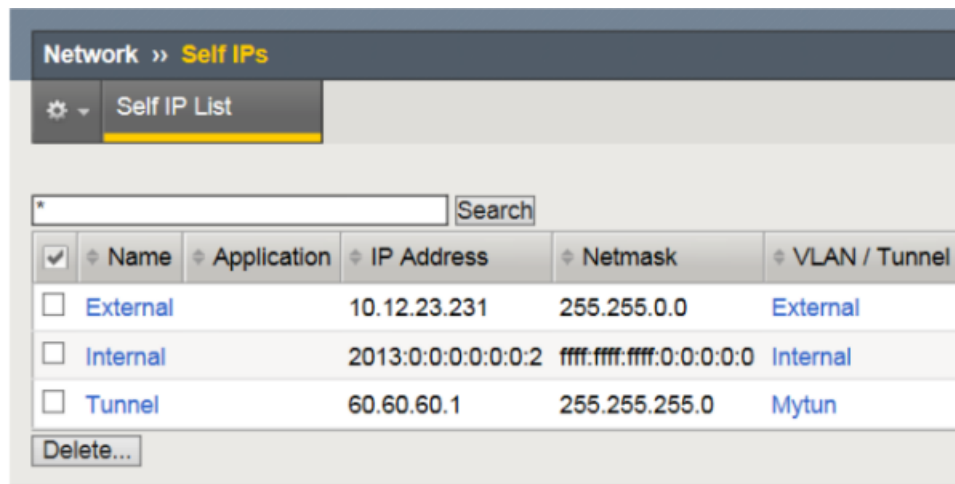 Network ›› Self IPs
Self IP List
* Search
Name Application IP Address Netmask VLAN / Tunnel
External 10.12.23.231 255.255.0.0 External
Internal 2013:0:0:0:0:0:0:2 ffff:ffff:ffff:0:0:0:0:0 Internal
Tunnel 60.60.60.1 255.255.255.0 Mytun
Delete...